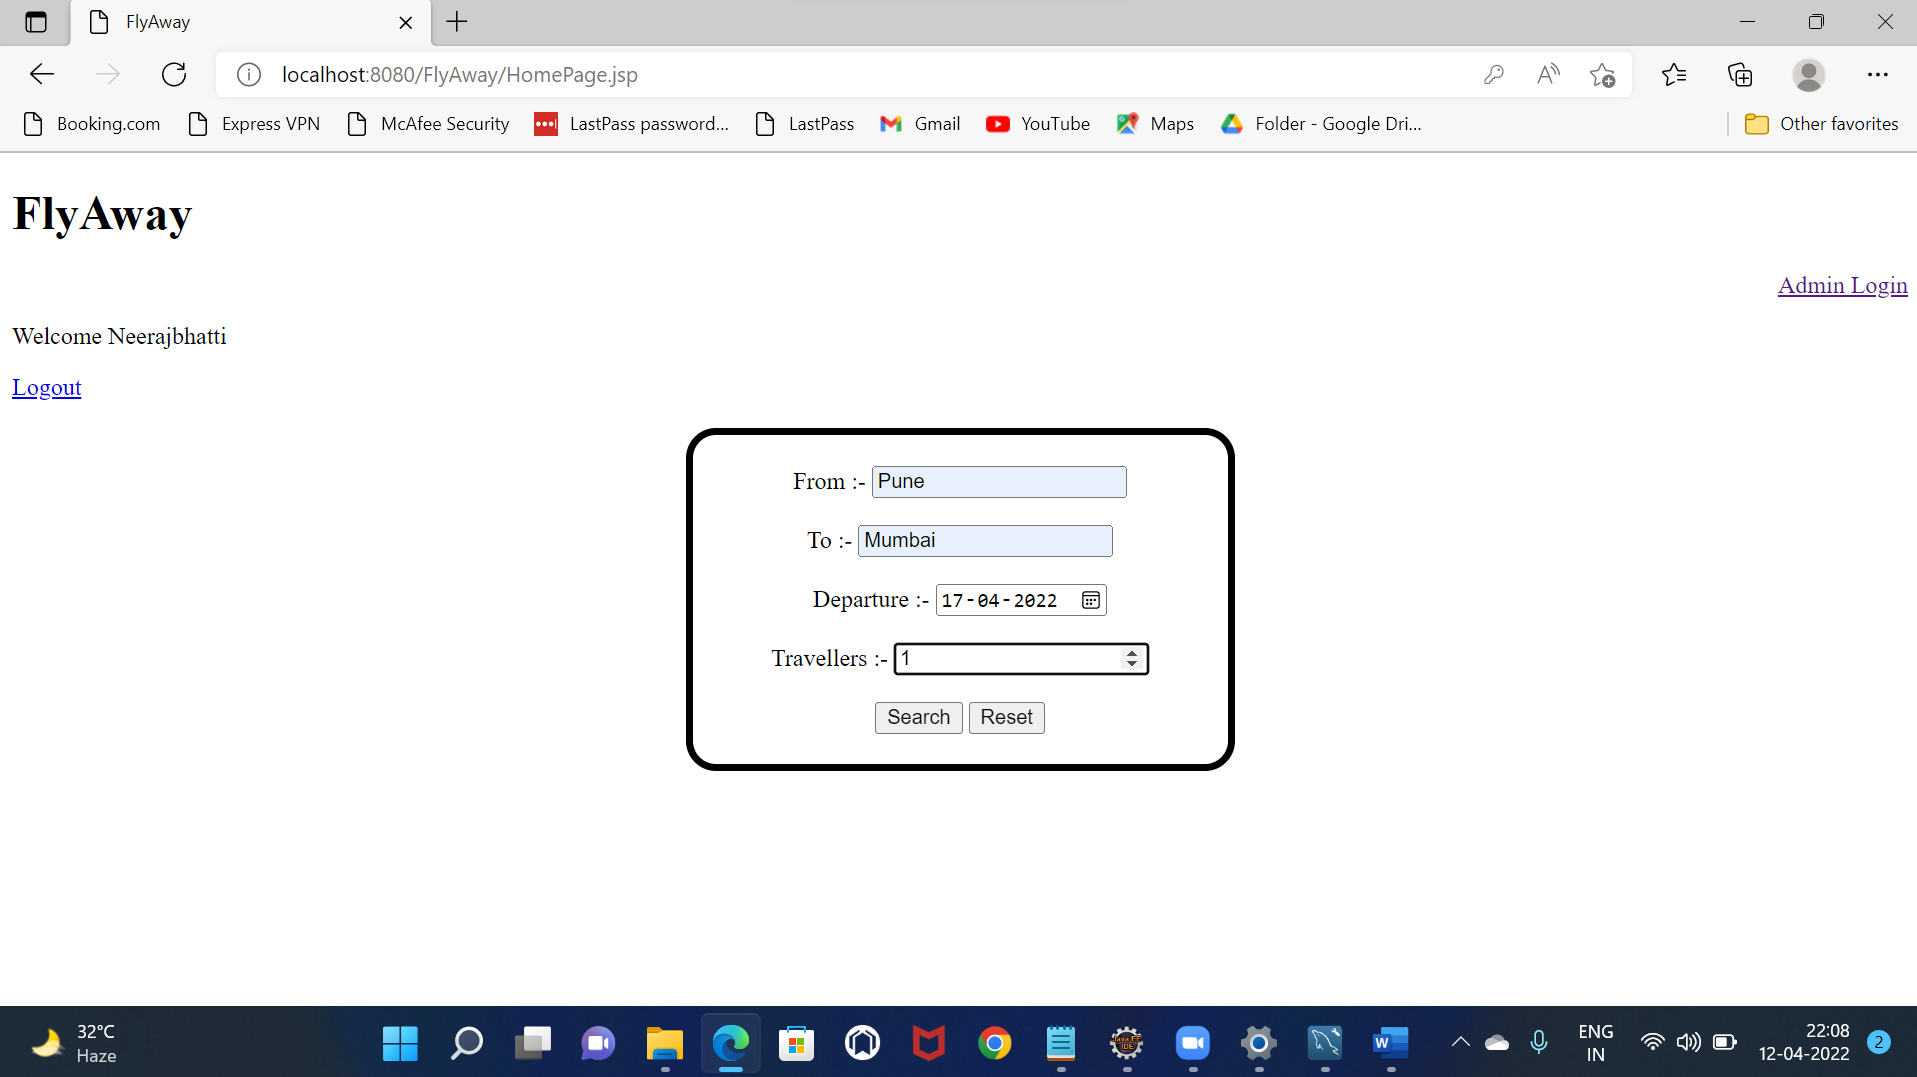 FlyAway
localhost:8080/FlyAway/HomePage.jsp
Booking.com Express VPN McAfee Security LastPass password... LastPass Gmail YouTube Maps Folder - Google Dri... Other favorites
FlyAway
Admin Login
Welcome Neerajbhatti
Logout
From :- Pune
To :- Mumbai
Departure :- 17-04-2022
Travellers :- 1
Search Reset
32°C
Haze
ENG
IN
22:08
12-04-2022
2